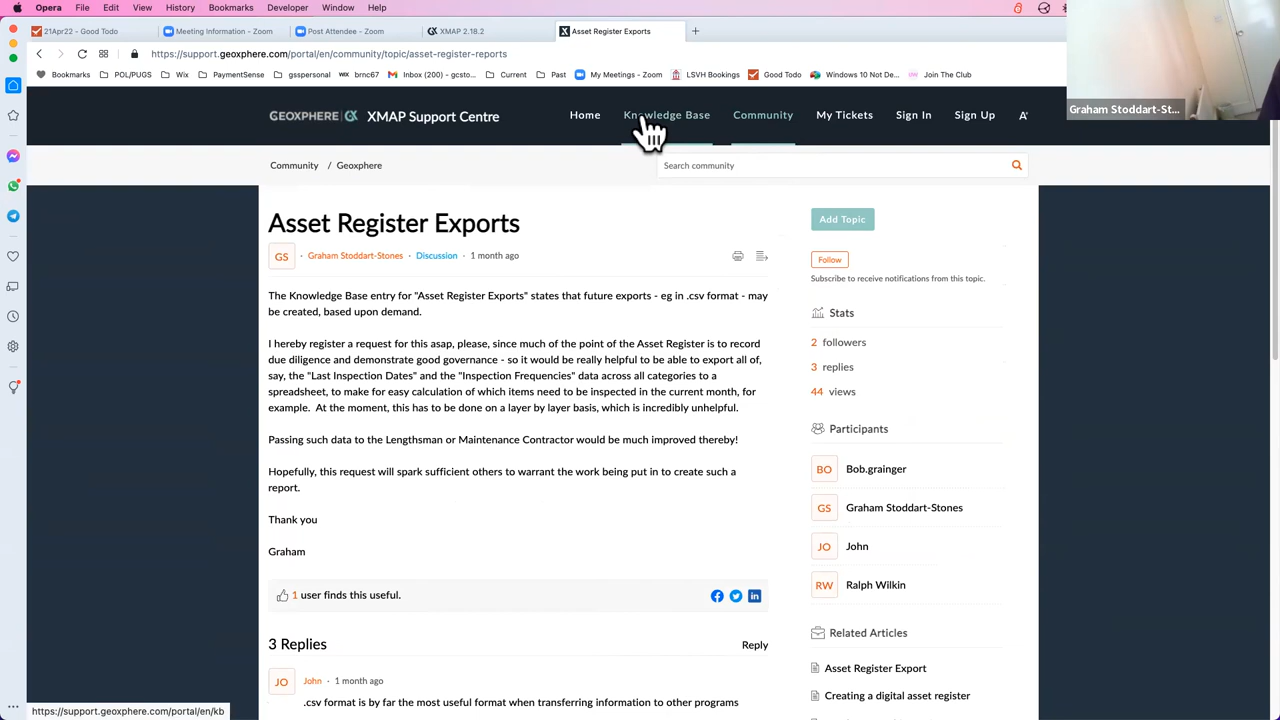 Opera File Edit View History Bookmarks Developer Window Help
21Apr22 - Good Todo Meeting Information - Zoom Post Attendee - Zoom XMAP 2.18.2 Asset Register Reports
https://support.geoxphere.com/portal/en/community/topic/asset-register-reports
Bookmarks POL/PUGS Wix PaymentSense gsspersonal WIX brnc67 Inbox (200) - gcsto... Current Past My Meetings - Zoom LSVH Bookings Good Todo Windows 10 Not De... Join The Club
Graham Stoddart-St...
GEOXPHERE XMAP Support Centre Home Knowledge Base Community My Tickets Sign In Sign Up A
Community / Geoxphere Search community
Asset Register Exports
GS Graham Stoddart-Stones Discussion 1 month ago
The Knowledge Base entry for "Asset Register Exports" states that future exports - eg in .csv format - may
be created, based upon demand.
I hereby register a request for this asap, please, since much of the point of the Asset Register is to record
due diligence and demonstrate good governance - so it would be really helpful to be able to export all of,
say, the "Last Inspection Dates" and the "Inspection Frequencies" data across all categories to a
spreadsheet, to make for easy calculation of which items need to be inspected in the current month, for
example. At the moment, this has to be done on a layer by layer basis, which is incredibly unhelpful.
Passing such data to the Lengthsman or Maintenance Contractor would be much improved thereby!
Hopefully, this request will spark sufficient others to warrant the work being put in to create such a
report.
Thank you
Graham
1 user finds this useful.
3 Replies Reply
JO John 1 month ago
.csv format is by far the most useful format when transferring information to other programs
Add Topic
Follow
Subscribe to receive notifications from this topic.
Stats
2 followers
3 replies
44 views
Participants
BO Bob.grainger
GS Graham Stoddart-Stones
JO John
RW Ralph Wilkin
Related Articles
Asset Register Export
Creating a digital asset register
https://support.geoxphere.com/portal/en/kb